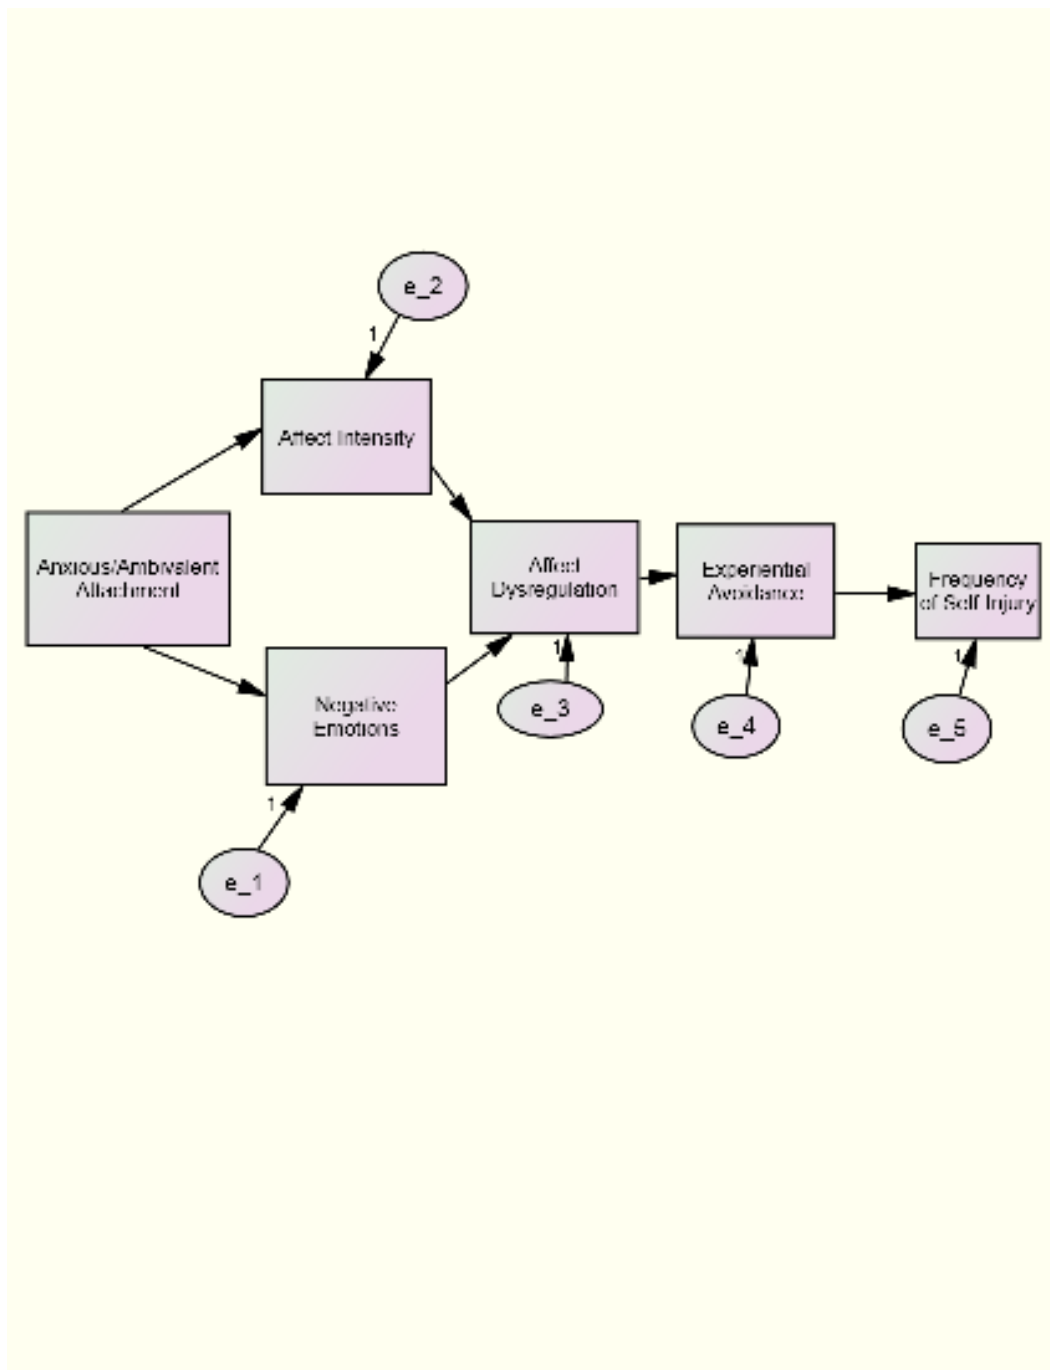 e_2
1
Affect Intensity
Anxious/Ambivalent
Attachment
Affect
Dysregulation
Experiential
Avoidance
Frequency
of Self Injury
Negative
Emotions
1
e_3
1
e_4
1
e_5
1
e_1